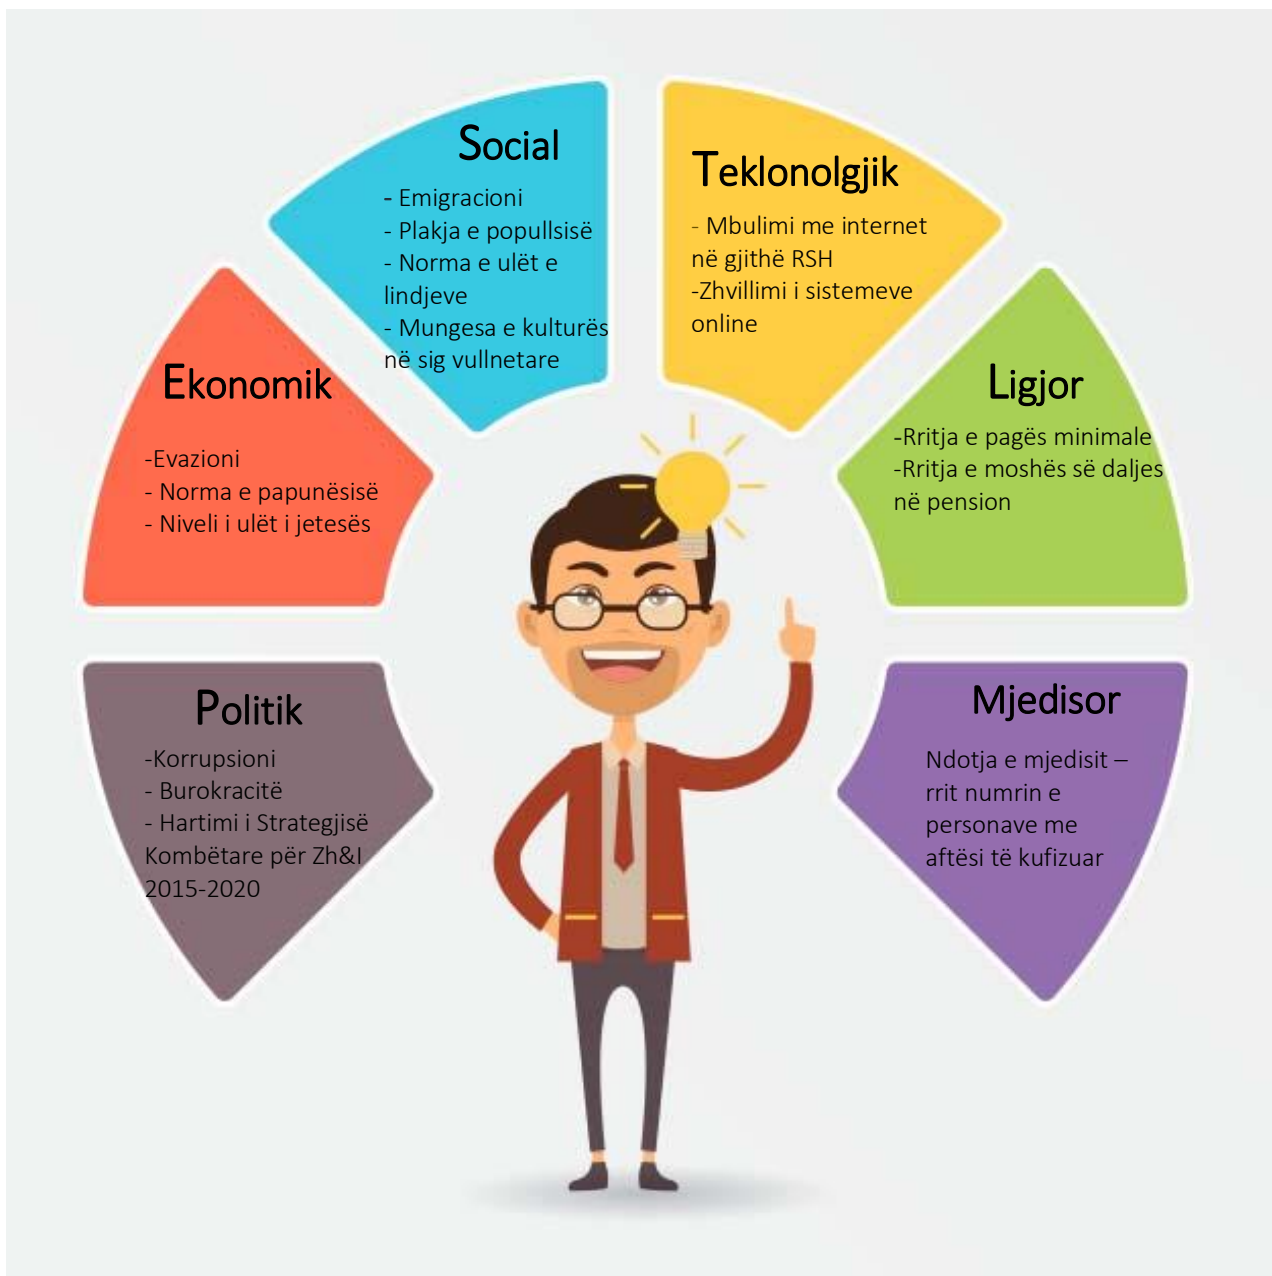 Social
- Emigracioni
- Plakja e popullsisë
- Norma e ulët e
lindjeve
- Mungesa e kulturës
në sig vullnetare
Teklonolgjik
- Mbulimi me internet
në gjithë RSH
-Zhvillimi i sistemeve
online
Ekonomik
-Evazioni
- Norma e papunësisë
- Niveli i ulët i jetesës
Ligjor
-Rritja e pagës minimale
-Rritja e moshës së daljes
në pension
Politik
-Korrupsioni
- Burokracitë
- Hartimi i Strategjisë
Kombëtare për Zh&I
2015-2020
Mjedisor
Ndotja e mjedisit –
rrit numrin e
personave me
aftësi të kufizuar